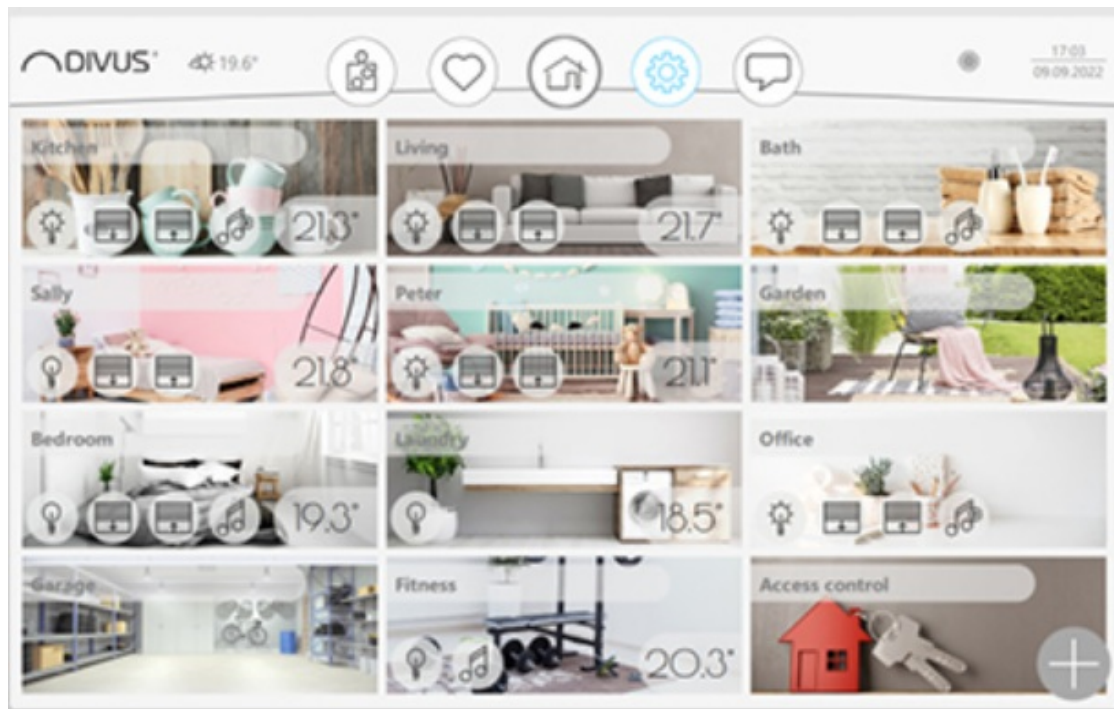 DIVUS
19.6°
17:03
09.09.2022
Kitchen
21.3°
Living
21.7°
Bath
Sally
21.8°
Peter
21.1°
Garden
Bedroom
19.3°
Laundry
18.5°
Office
Garage
Fitness
20.3°
Access control